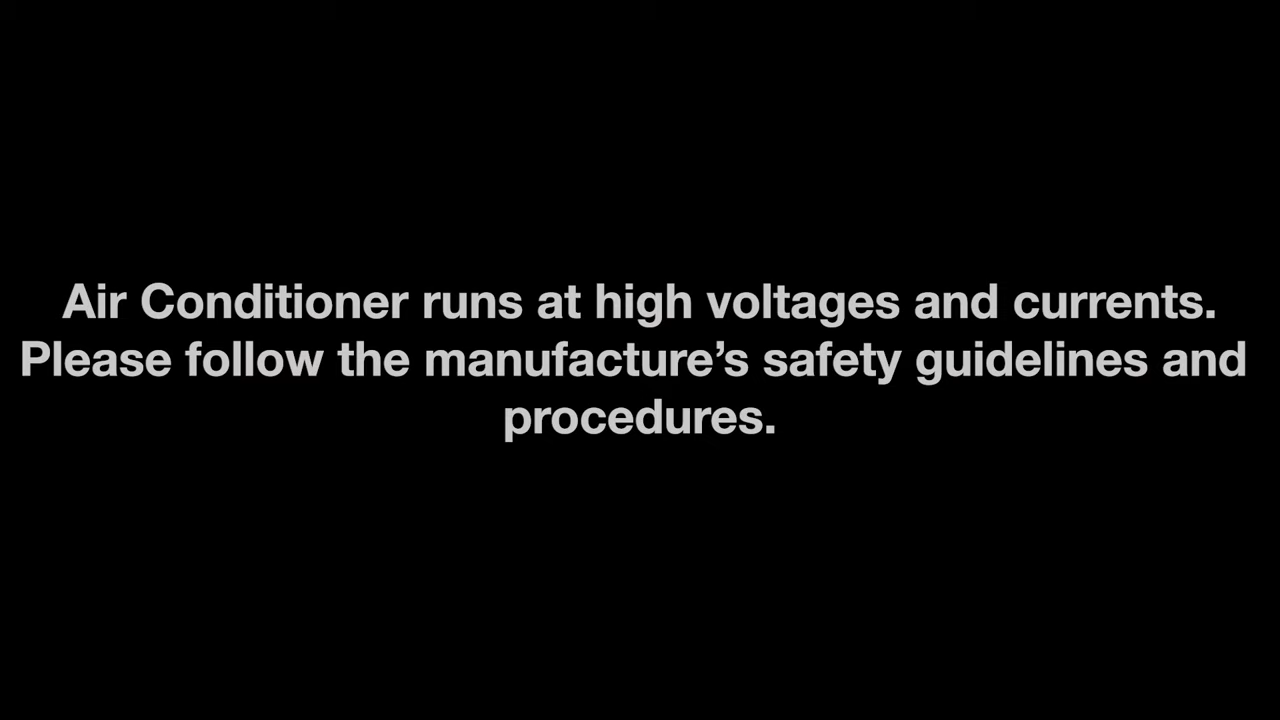 Air Conditioner runs at high voltages and currents.
Please follow the manufacture’s safety guidelines and
procedures.